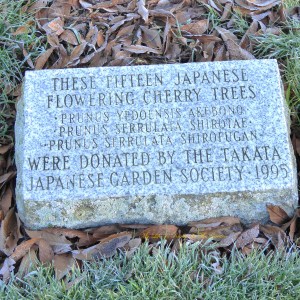 THESE FIFTEEN JAPANESE
FLOWERING CHERRY TREES
·PRUNUS YPDOENSIS AKEBONO
·PRUNUS SERRULATA SHIROTAE
·PRUNUS SERRULATA SHIROFUGAN
WERE DONATED BY THE TAKATA
JAPANESE GARDEN SOCIETY·1995